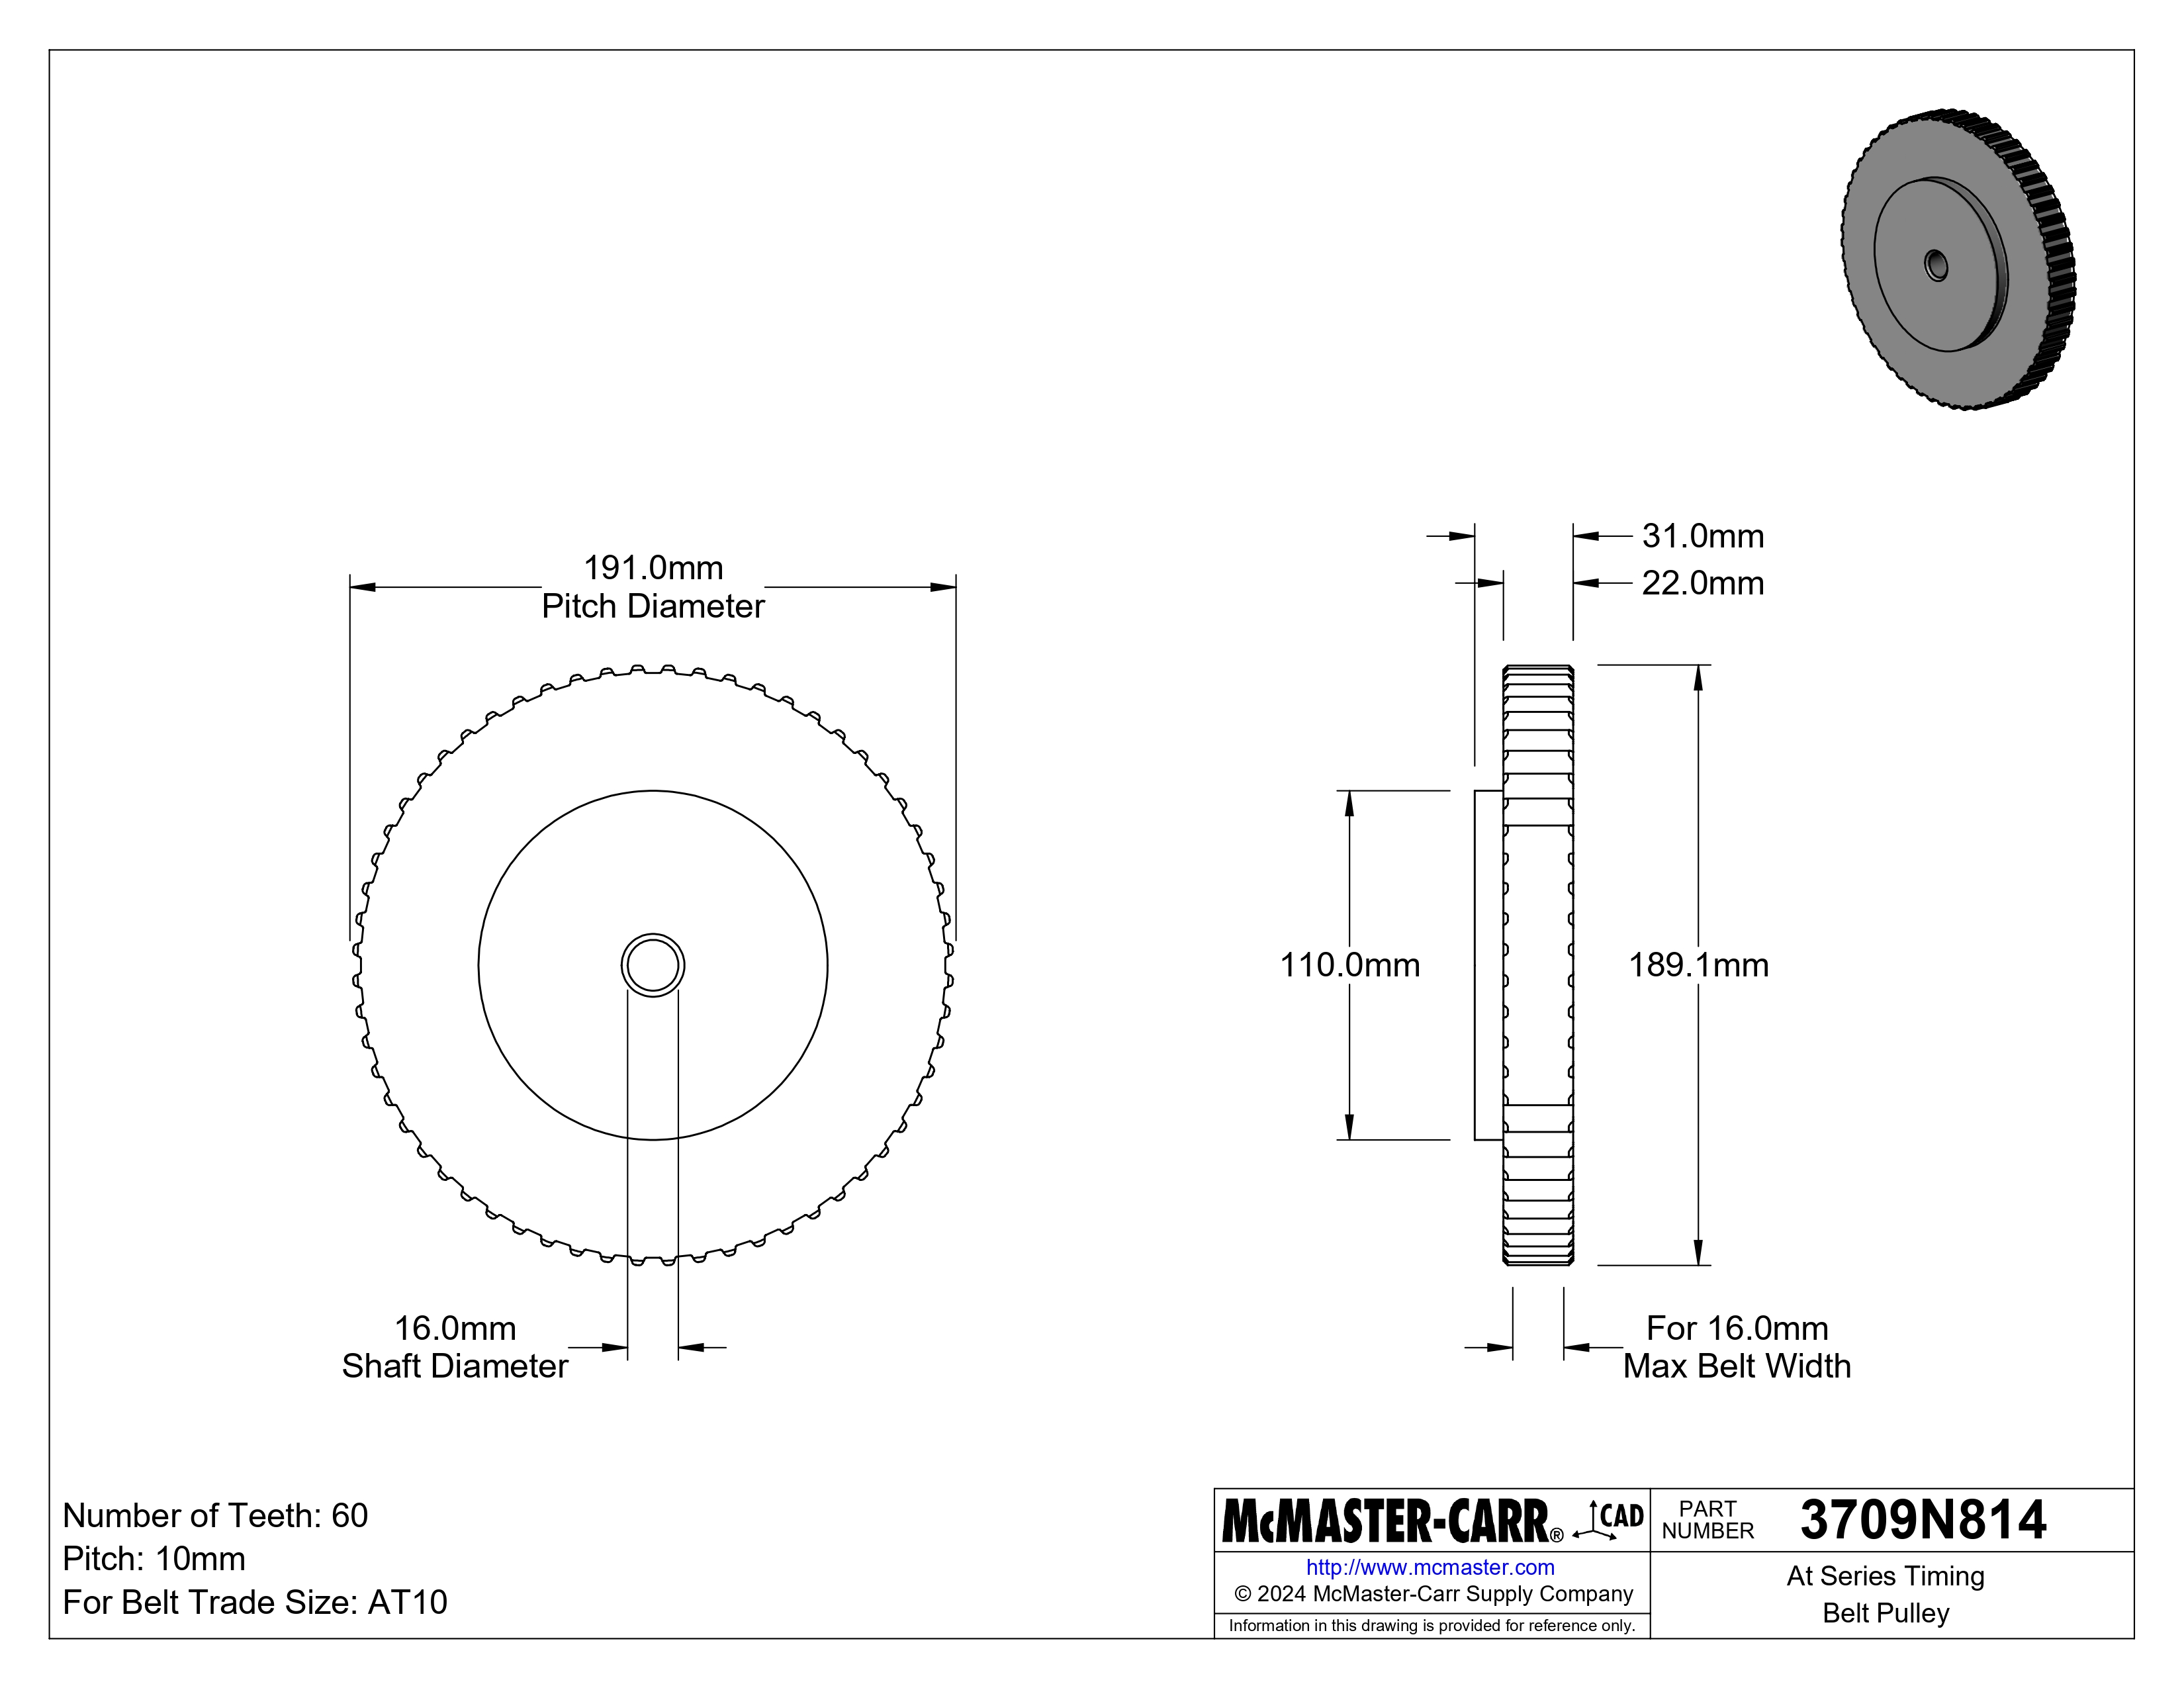 191.0mm
Pitch Diameter
31.0mm
22.0mm
110.0mm
189.1mm
16.0mm
Shaft Diameter
For 16.0mm
Max Belt Width
Number of Teeth: 60
Pitch: 10mm
For Belt Trade Size: AT10
McMASTER-CARR® CAD
http://www.mcmaster.com
© 2024 McMaster-Carr Supply Company
Information in this drawing is provided for reference only.
PART
NUMBER
3709N814
At Series Timing
Belt Pulley